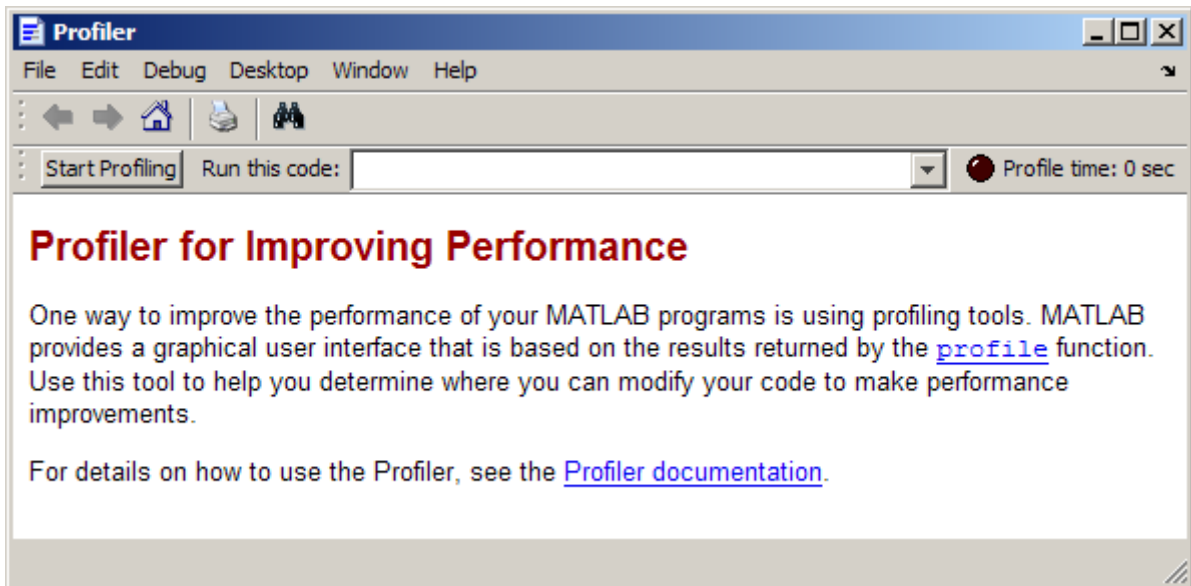 Profiler
File Edit Debug Desktop Window Help
Start Profiling Run this code: Profile time: 0 sec
Profiler for Improving Performance
One way to improve the performance of your MATLAB programs is using profiling tools. MATLAB
provides a graphical user interface that is based on the results returned by the profile function.
Use this tool to help you determine where you can modify your code to make performance
improvements.
For details on how to use the Profiler, see the Profiler documentation.